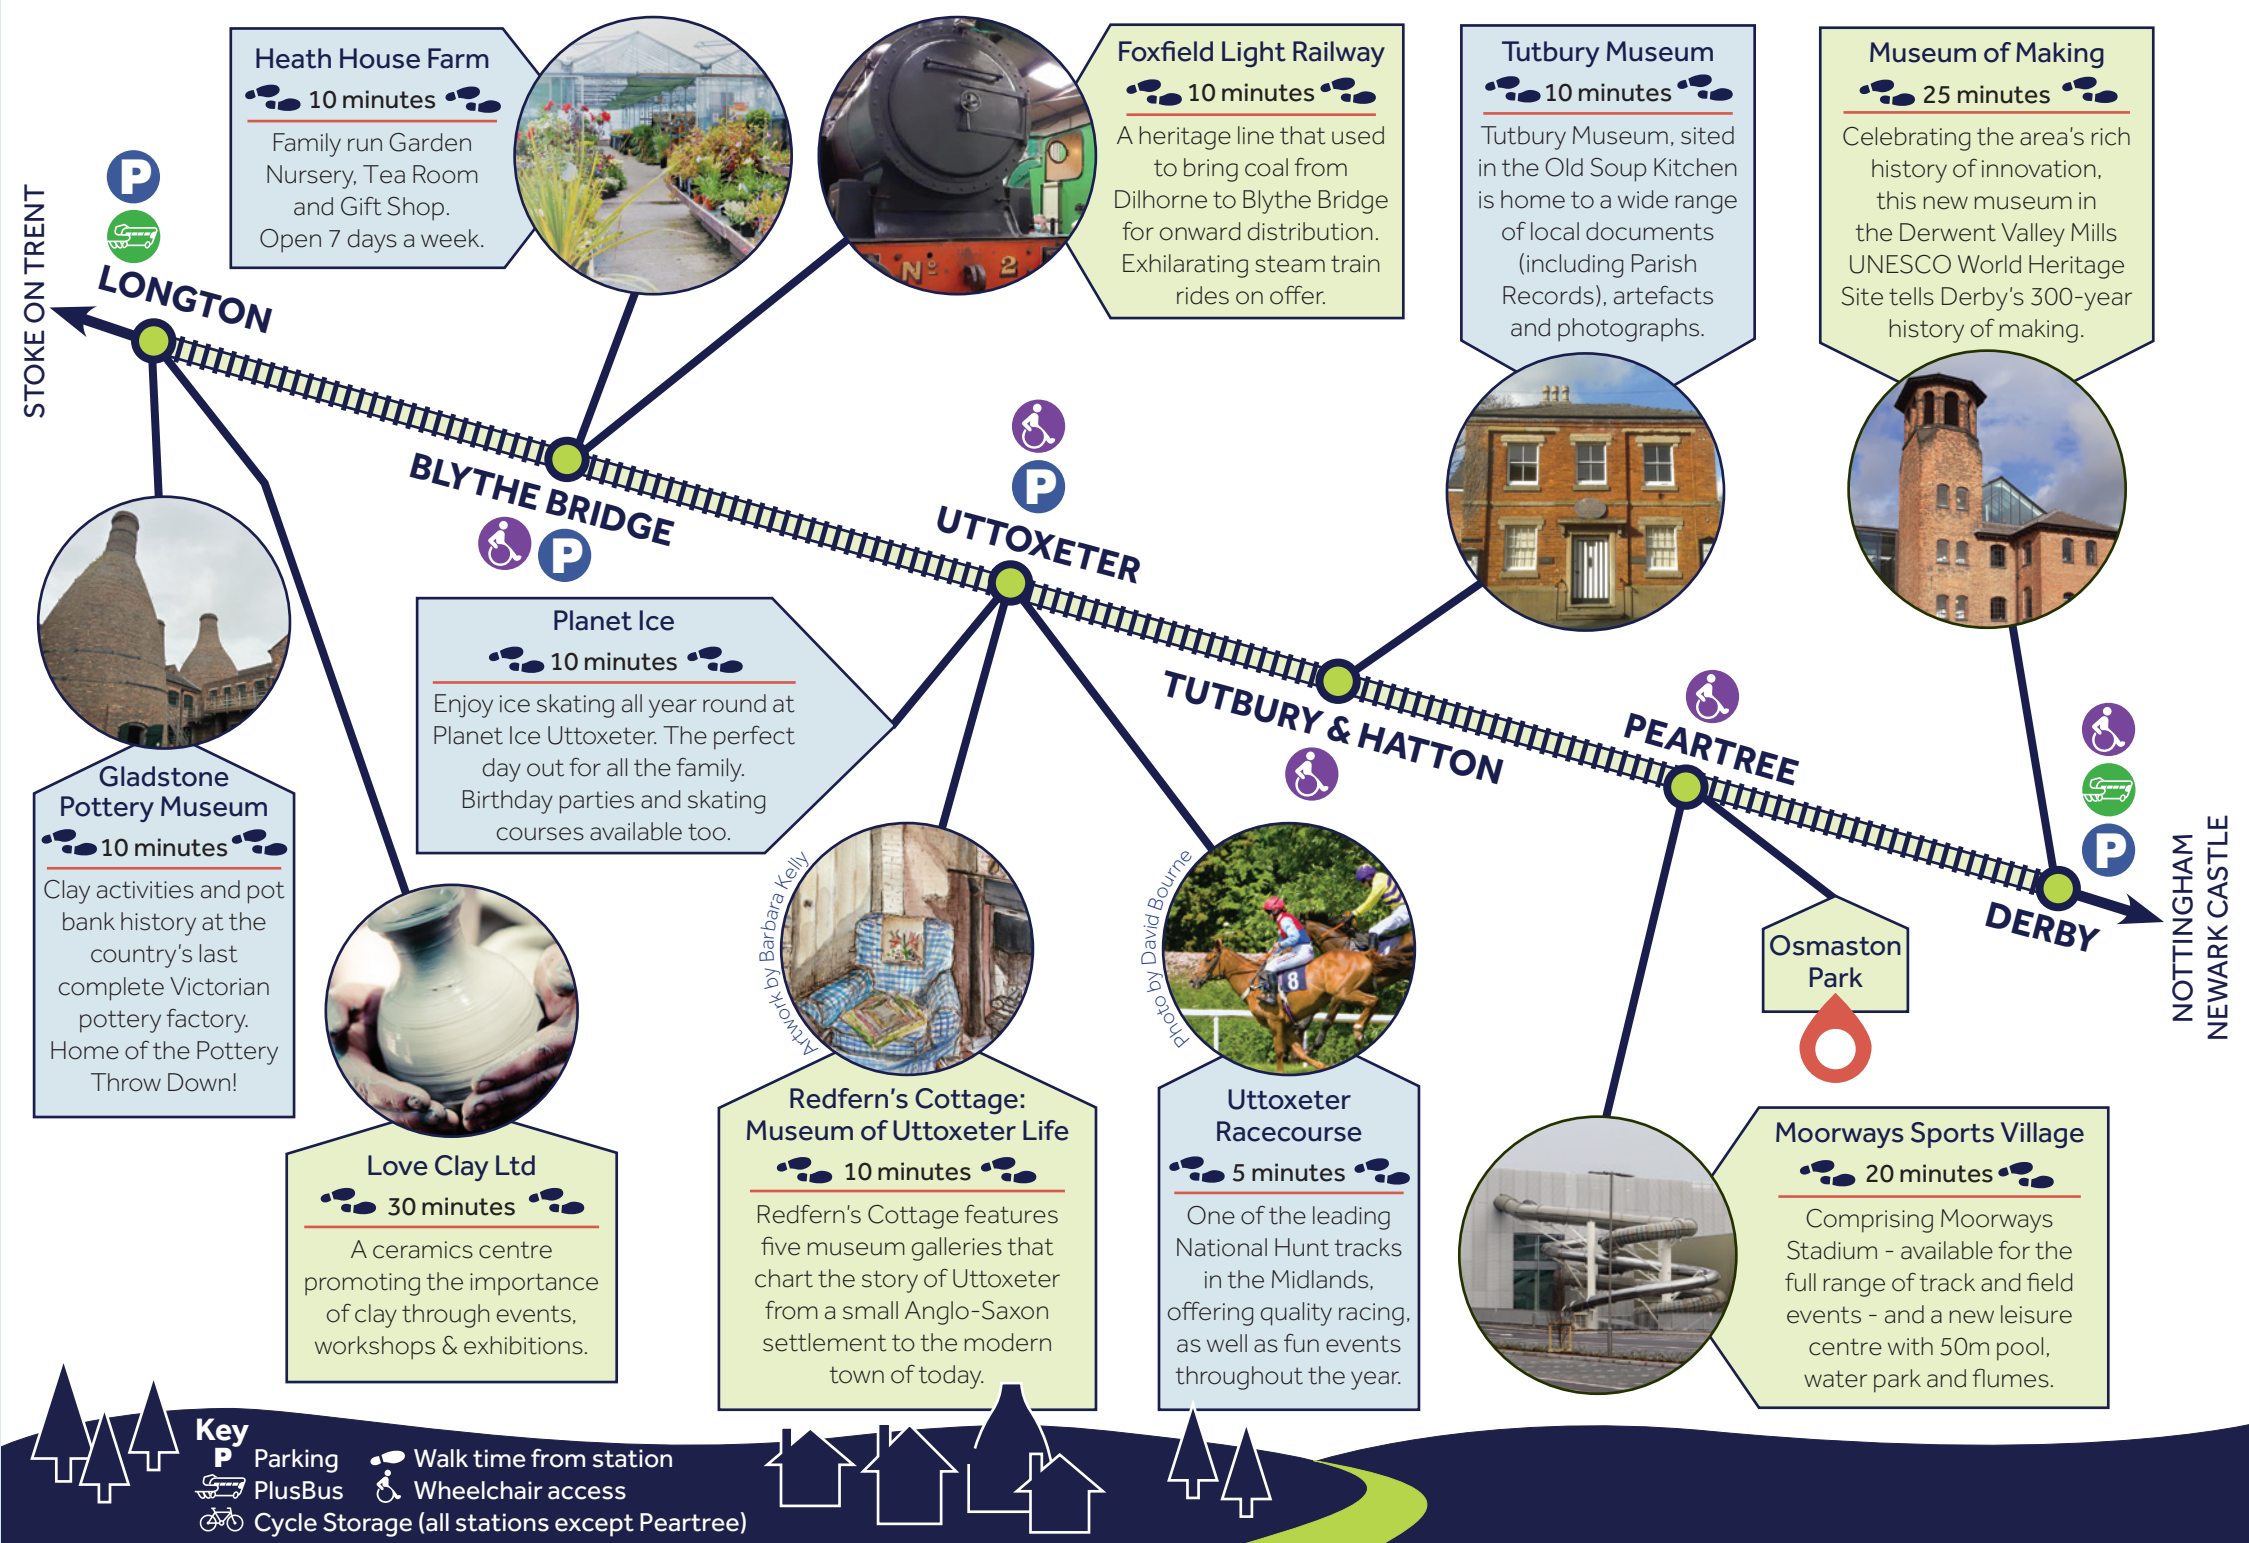 Heath House Farm
10 minutes
Family run Garden
Nursery, Tea Room
and Gift Shop.
Open 7 days a week.
Foxfield Light Railway
10 minutes
A heritage line that used
to bring coal from
Dilhorne to Blythe Bridge
for onward distribution.
Exhilarating steam train
rides on offer.
Tutbury Museum
10 minutes
Tutbury Museum, sited
in the Old Soup Kitchen
is home to a wide range
of local documents
(including Parish
Records), artefacts
and photographs.
Museum of Making
25 minutes
Celebrating the area's rich
history of innovation,
this new museum in
the Derwent Valley Mills
UNESCO World Heritage
Site tells Derby's 300-year
history of making.
Nº 2
STOKE ON TRENT
P
LONGTON
BLYTHE BRIDGE
P
P
UTTOXETER
TUTBURY & HATTON
PEARTREE
P
DERBY
NOTTINGHAM
NEWARK CASTLE
Planet Ice
10 minutes
Enjoy ice skating all year round at
Planet Ice Uttoxeter. The perfect
day out for all the family.
Birthday parties and skating
courses available too.
Gladstone
Pottery Museum
10 minutes
Clay activities and pot
bank history at the
country's last
complete Victorian
pottery factory.
Home of the Pottery
Throw Down!
Love Clay Ltd
30 minutes
A ceramics centre
promoting the importance
of clay through events,
workshops & exhibitions.
Artwork by Barbara Kelly
Redfern's Cottage:
Museum of Uttoxeter Life
10 minutes
Redfern's Cottage features
five museum galleries that
chart the story of Uttoxeter
from a small Anglo-Saxon
settlement to the modern
town of today.
Photo by David Bourne
8
Uttoxeter
Racecourse
5 minutes
One of the leading
National Hunt tracks
in the Midlands,
offering quality racing,
as well as fun events
throughout the year.
Osmaston
Park
Moorways Sports Village
20 minutes
Comprising Moorways
Stadium - available for the
full range of track and field
events - and a new leisure
centre with 50m pool,
water park and flumes.
Key
P Parking
Walk time from station
PlusBus
Wheelchair access
Cycle Storage (all stations except Peartree)